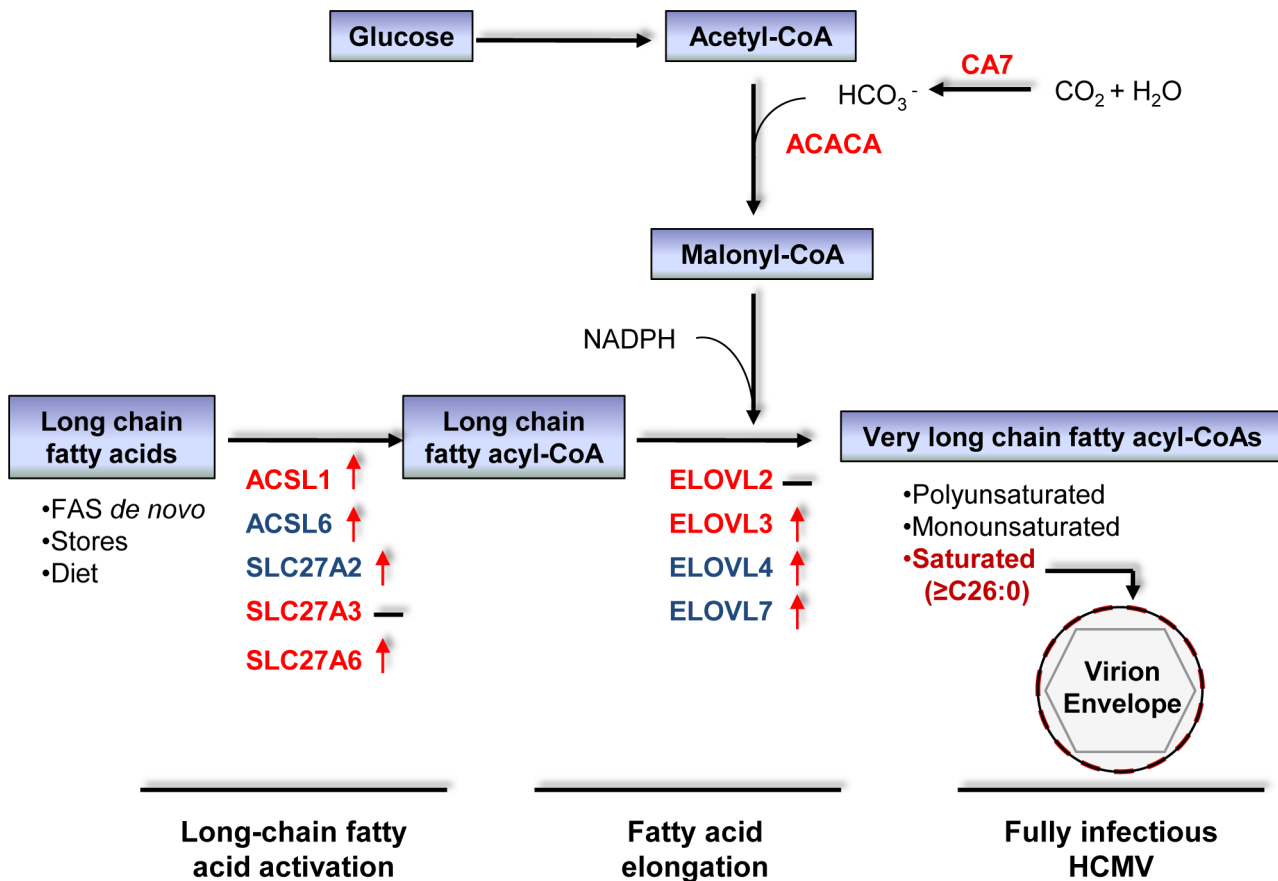 Glucose
Acetyl-CoA
CA7
HCO₃⁻
CO₂ + H₂O
ACACA
Malonyl-CoA
NADPH
Long chain
fatty acids
Long chain
fatty acyl-CoA
Very long chain fatty acyl-CoAs
•FAS de novo
•Stores
•Diet
ACSL1
ACSL6
SLC27A2
SLC27A3
SLC27A6
ELOVL2
ELOVL3
ELOVL4
ELOVL7
•Polyunsaturated
•Monounsaturated
•Saturated
(≥C26:0)
Virion
Envelope
Long-chain fatty
acid activation
Fatty acid
elongation
Fully infectious
HCMV